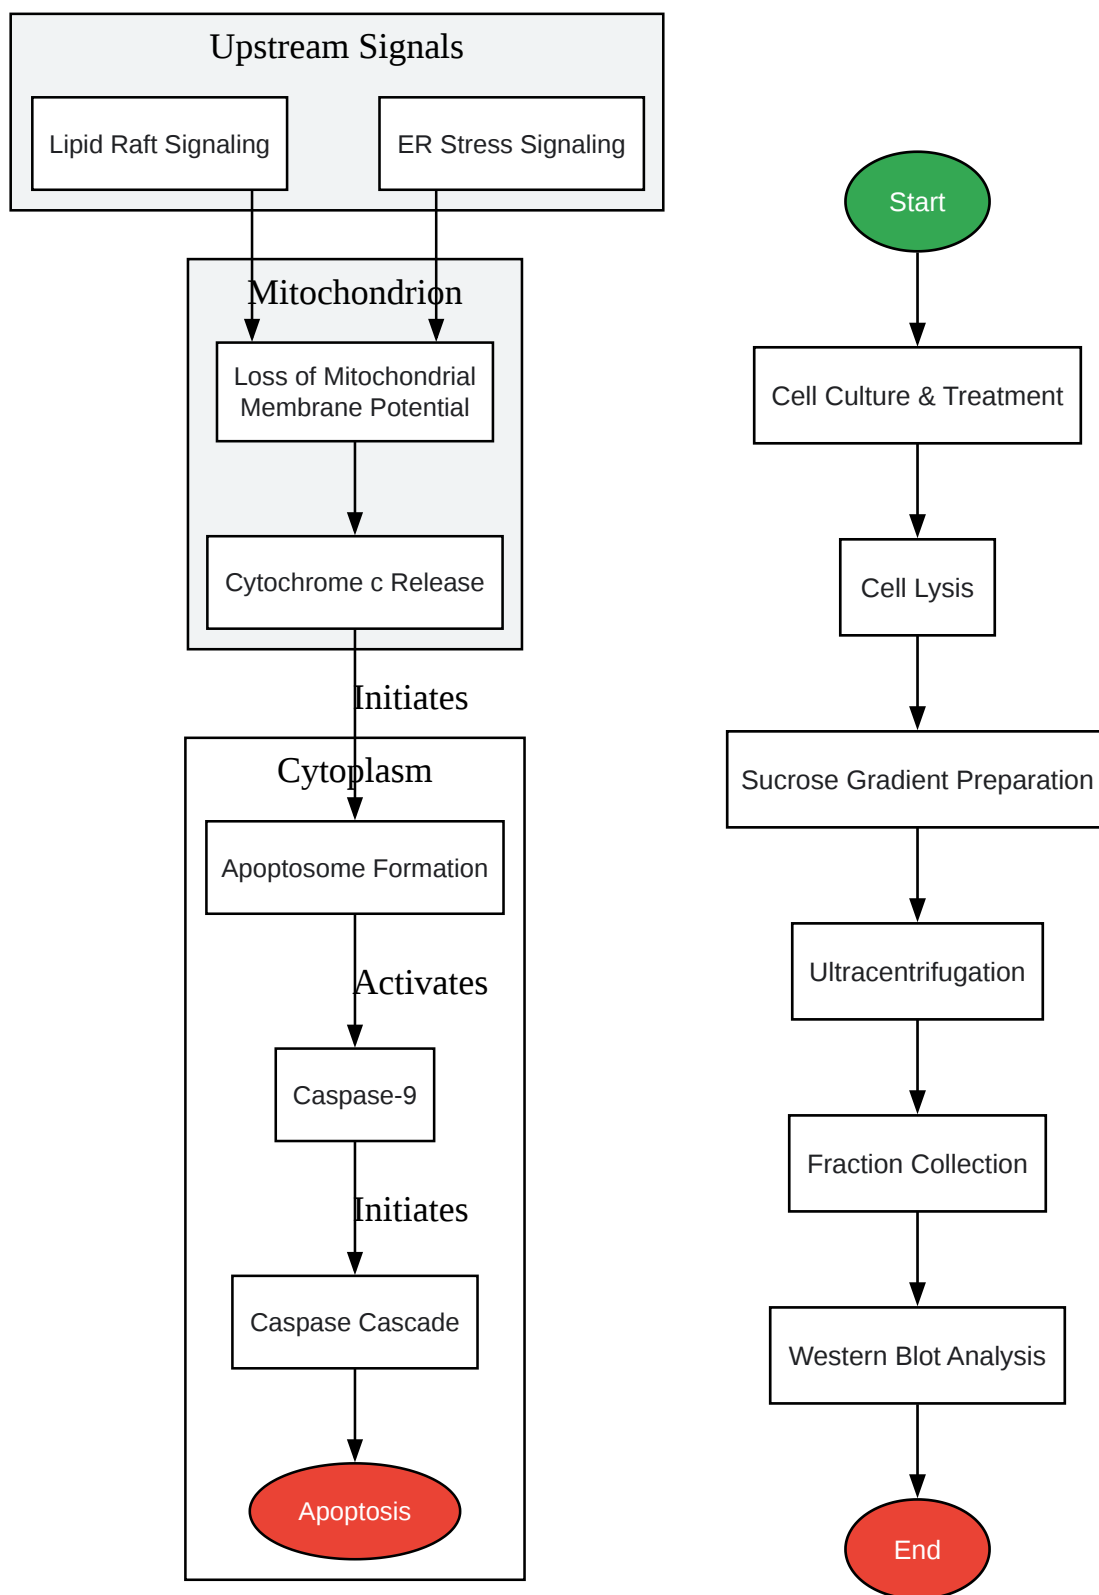 Upstream Signals
Lipid Raft Signaling
ER Stress Signaling
Mitochondrion
Loss of Mitochondrial
Membrane Potential
Cytochrome c Release
Initiates
Cytoplasm
Apoptosome Formation
Activates
Caspase-9
Initiates
Caspase Cascade
Apoptosis
Start
Cell Culture & Treatment
Cell Lysis
Sucrose Gradient Preparation
Ultracentrifugation
Fraction Collection
Western Blot Analysis
End